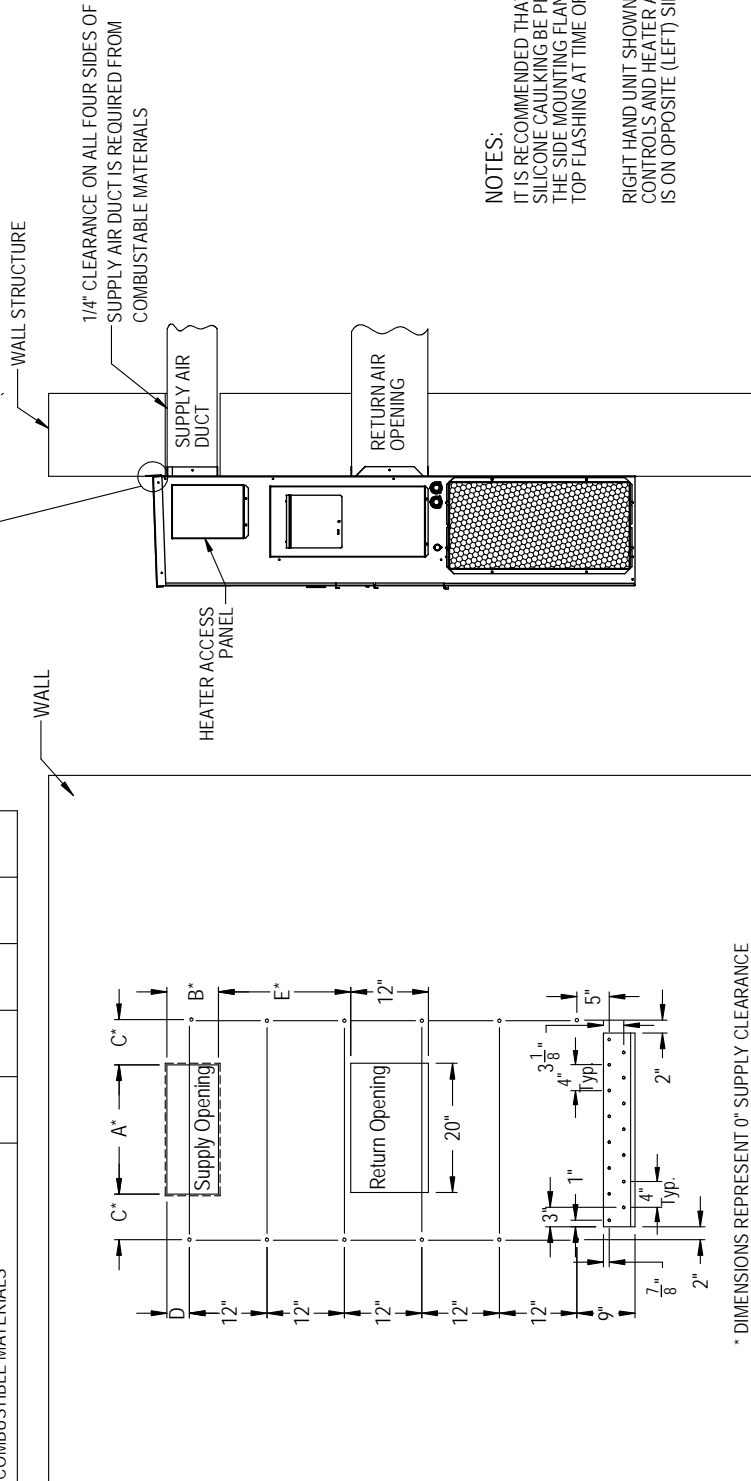 COMBUSTIBLE MATERIALS
WALL
WALL STRUCTURE
1/4" CLEARANCE ON ALL FOUR SIDES OF
SUPPLY AIR DUCT IS REQUIRED FROM
COMBUSTABLE MATERIALS
SUPPLY AIR
DUCT
RETURN AIR
OPENING
HEATER ACCESS
PANEL
C*
A*
C*
B*
E*
12"
D
12"
12"
12"
12"
12"
9"
Supply Opening
Return Opening
20"
5"
3 1/8"
4"
Typ.
2"
1"
3"
4"
Typ.
7/8"
2"
* DIMENSIONS REPRESENT 0" SUPPLY CLEARANCE
NOTES:
IT IS RECOMMENDED THA
SILICONE CAULKING BE
THE SIDE MOUNTING FLAN
TOP FLASHING AT TIME OF
RIGHT HAND UNIT SHOWN
CONTROLS AND HEATER A
IS ON OPPOSITE (LEFT) SI